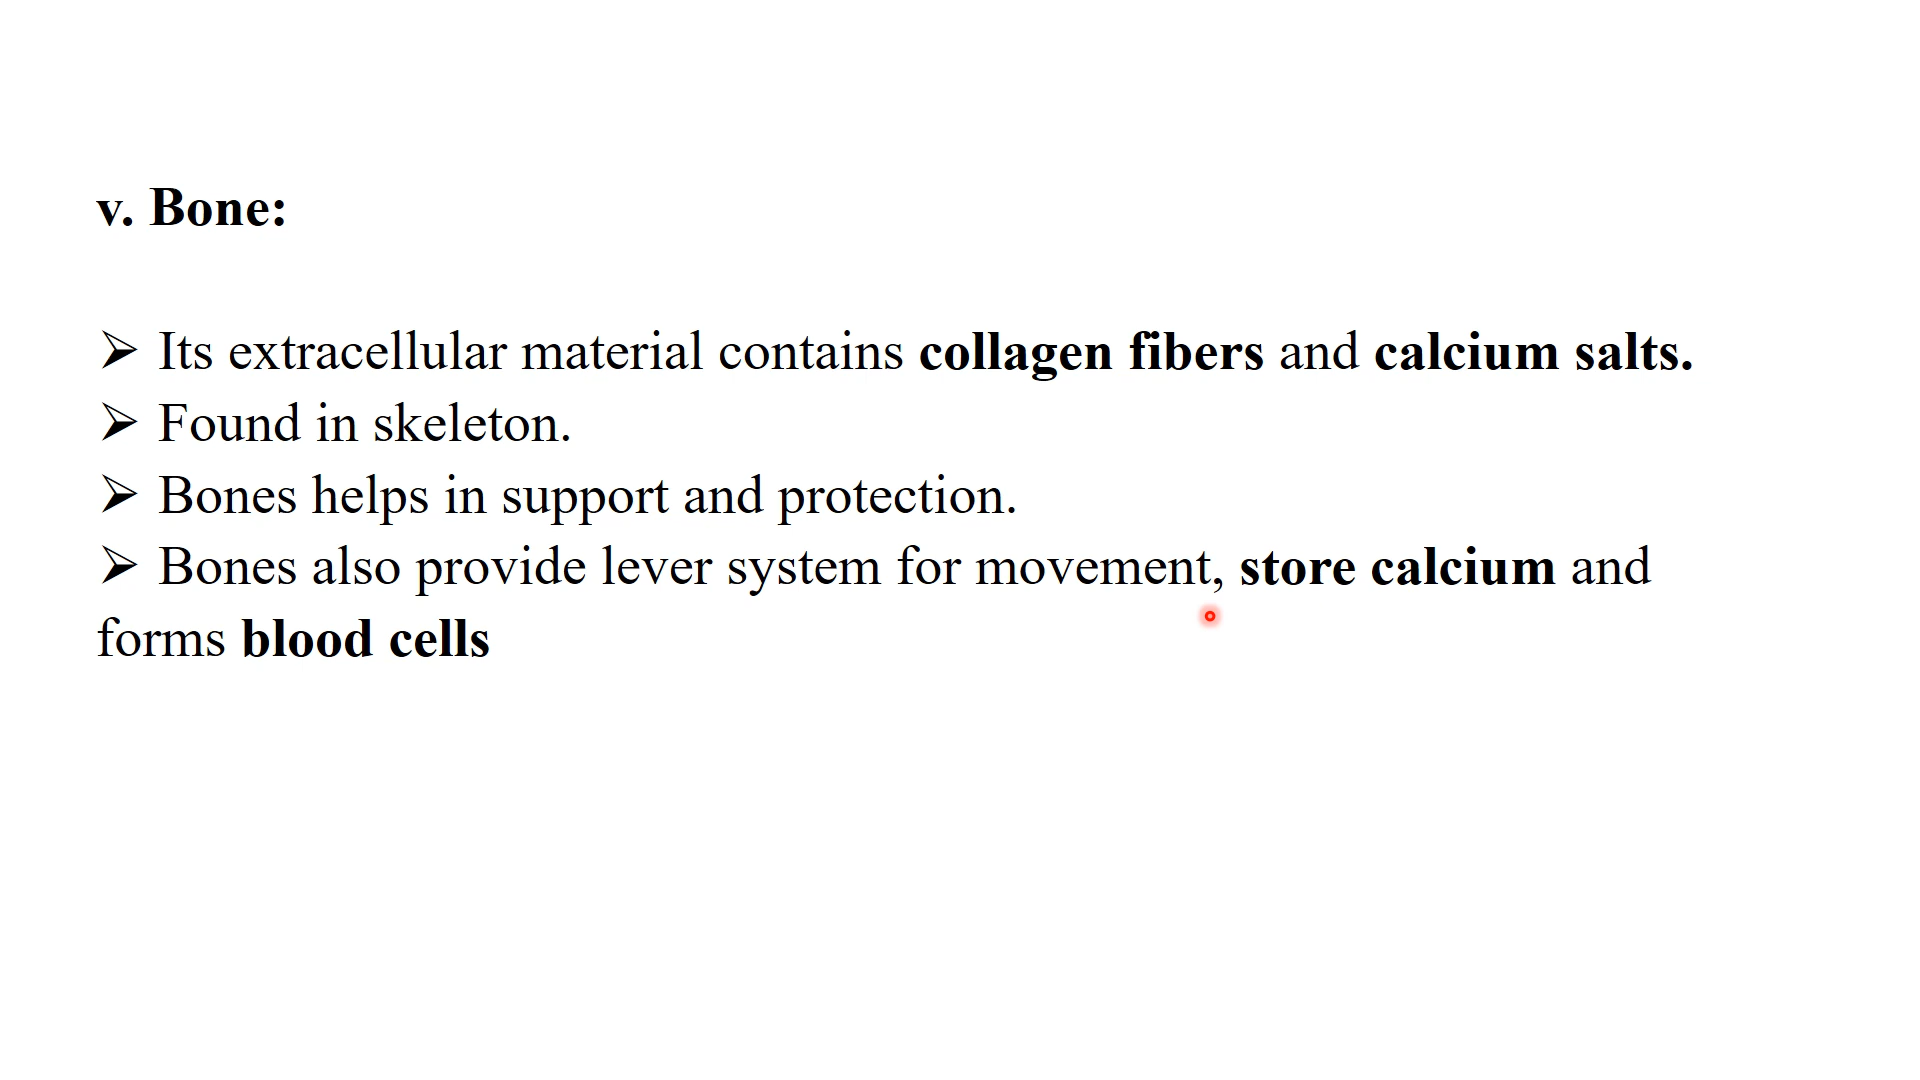 v. Bone:
➢ Its extracellular material contains collagen fibers and calcium salts.
➢ Found in skeleton.
➢ Bones helps in support and protection.
➢ Bones also provide lever system for movement, store calcium and
forms blood cells